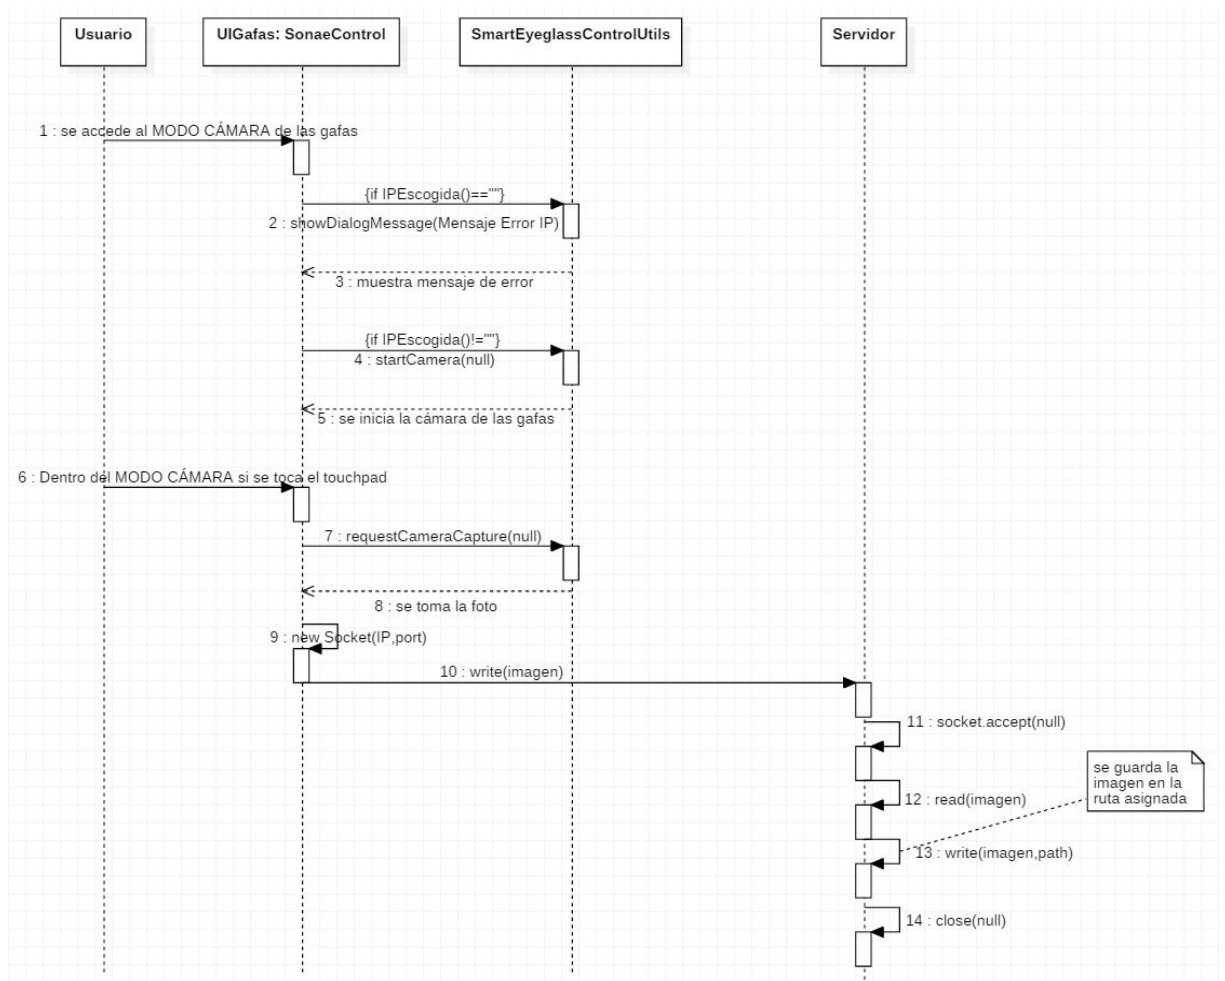 Usuario
UIGafas: SonaeControl
SmartEyeglassControlUtils
Servidor
1 : se accede al MODO CÁMARA de las gafas
{if IPEscogida()==""}
2 : showDialogMessage(Mensaje Error IP)
3 : muestra mensaje de error
{if IPEscogida()!=""}
4 : startCamera(null)
5 : se inicia la cámara de las gafas
6 : Dentro del MODO CÁMARA si se toca el touchpad
7 : requestCameraCapture(null)
8 : se toma la foto
9 : new Socket(IP,port)
10 : write(imagen)
11 : socket.accept(null)
se guarda la
imagen en la
ruta asignada
12 : read(imagen)
13 : write(imagen,path)
14 : close(null)